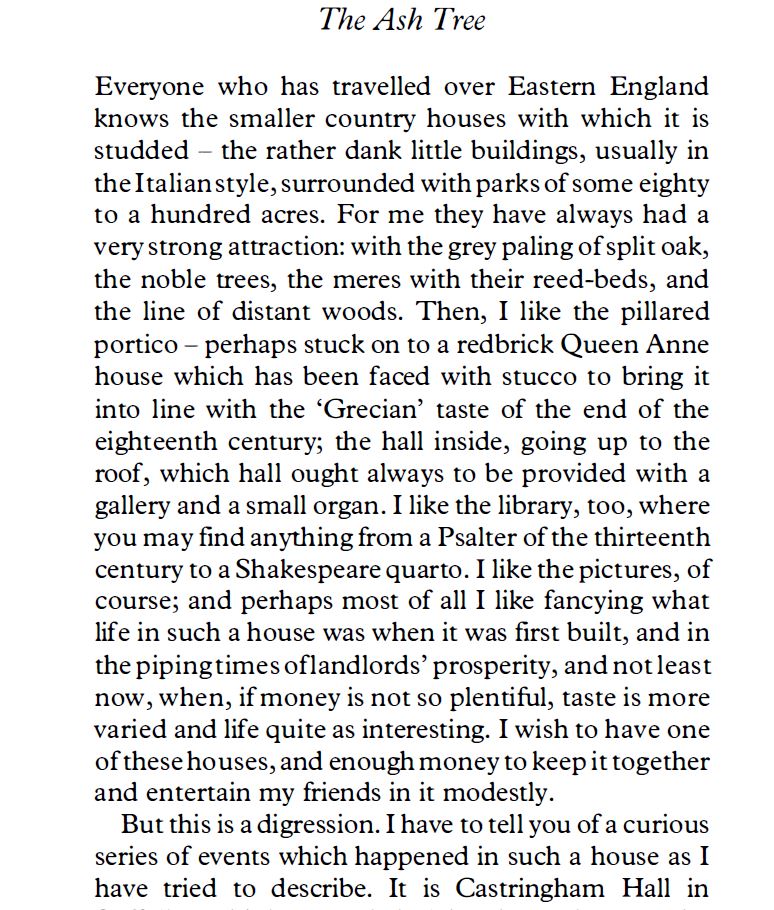 The Ash Tree
Everyone who has travelled over Eastern England
knows the smaller country houses with which it is
studded – the rather dank little buildings, usually in
the Italian style, surrounded with parks of some eighty
to a hundred acres. For me they have always had a
very strong attraction: with the grey paling of split oak,
the noble trees, the meres with their reed-beds, and
the line of distant woods. Then, I like the pillared
portico – perhaps stuck on to a redbrick Queen Anne
house which has been faced with stucco to bring it
into line with the ‘Grecian’ taste of the end of the
eighteenth century; the hall inside, going up to the
roof, which hall ought always to be provided with a
gallery and a small organ. I like the library, too, where
you may find anything from a Psalter of the thirteenth
century to a Shakespeare quarto. I like the pictures, of
course; and perhaps most of all I like fancying what
life in such a house was when it was first built, and in
the piping times of landlords’ prosperity, and not least
now, when, if money is not so plentiful, taste is more
varied and life quite as interesting. I wish to have one
of these houses, and enough money to keep it together
and entertain my friends in it modestly.
But this is a digression. I have to tell you of a curious
series of events which happened in such a house as I
have tried to describe. It is Castringham Hall in